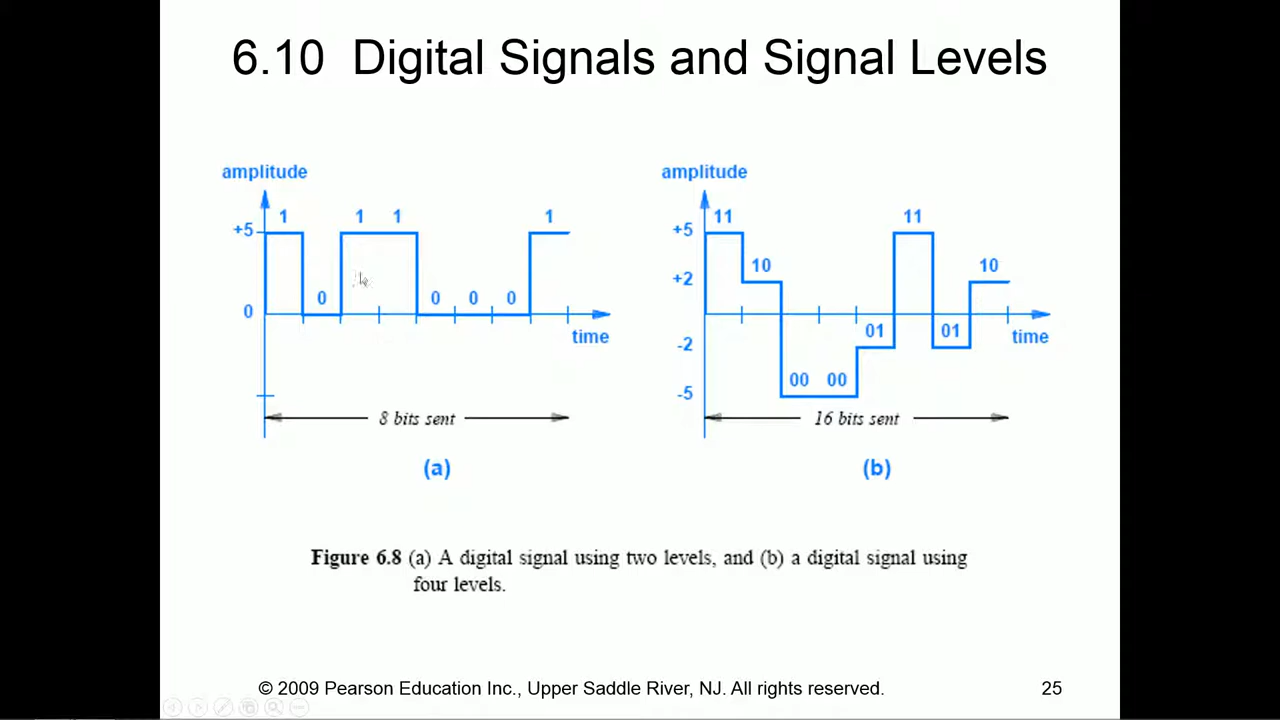 6.10 Digital Signals and Signal Levels
amplitude
+5
0
1
0
1
1
0
0
0
1
time
8 bits sent
(a)
amplitude
+5
+2
-2
-5
11
10
00
00
01
11
01
10
time
16 bits sent
(b)
Figure 6.8 (a) A digital signal using two levels, and (b) a digital signal using
four levels.
© 2009 Pearson Education Inc., Upper Saddle River, NJ. All rights reserved.
25